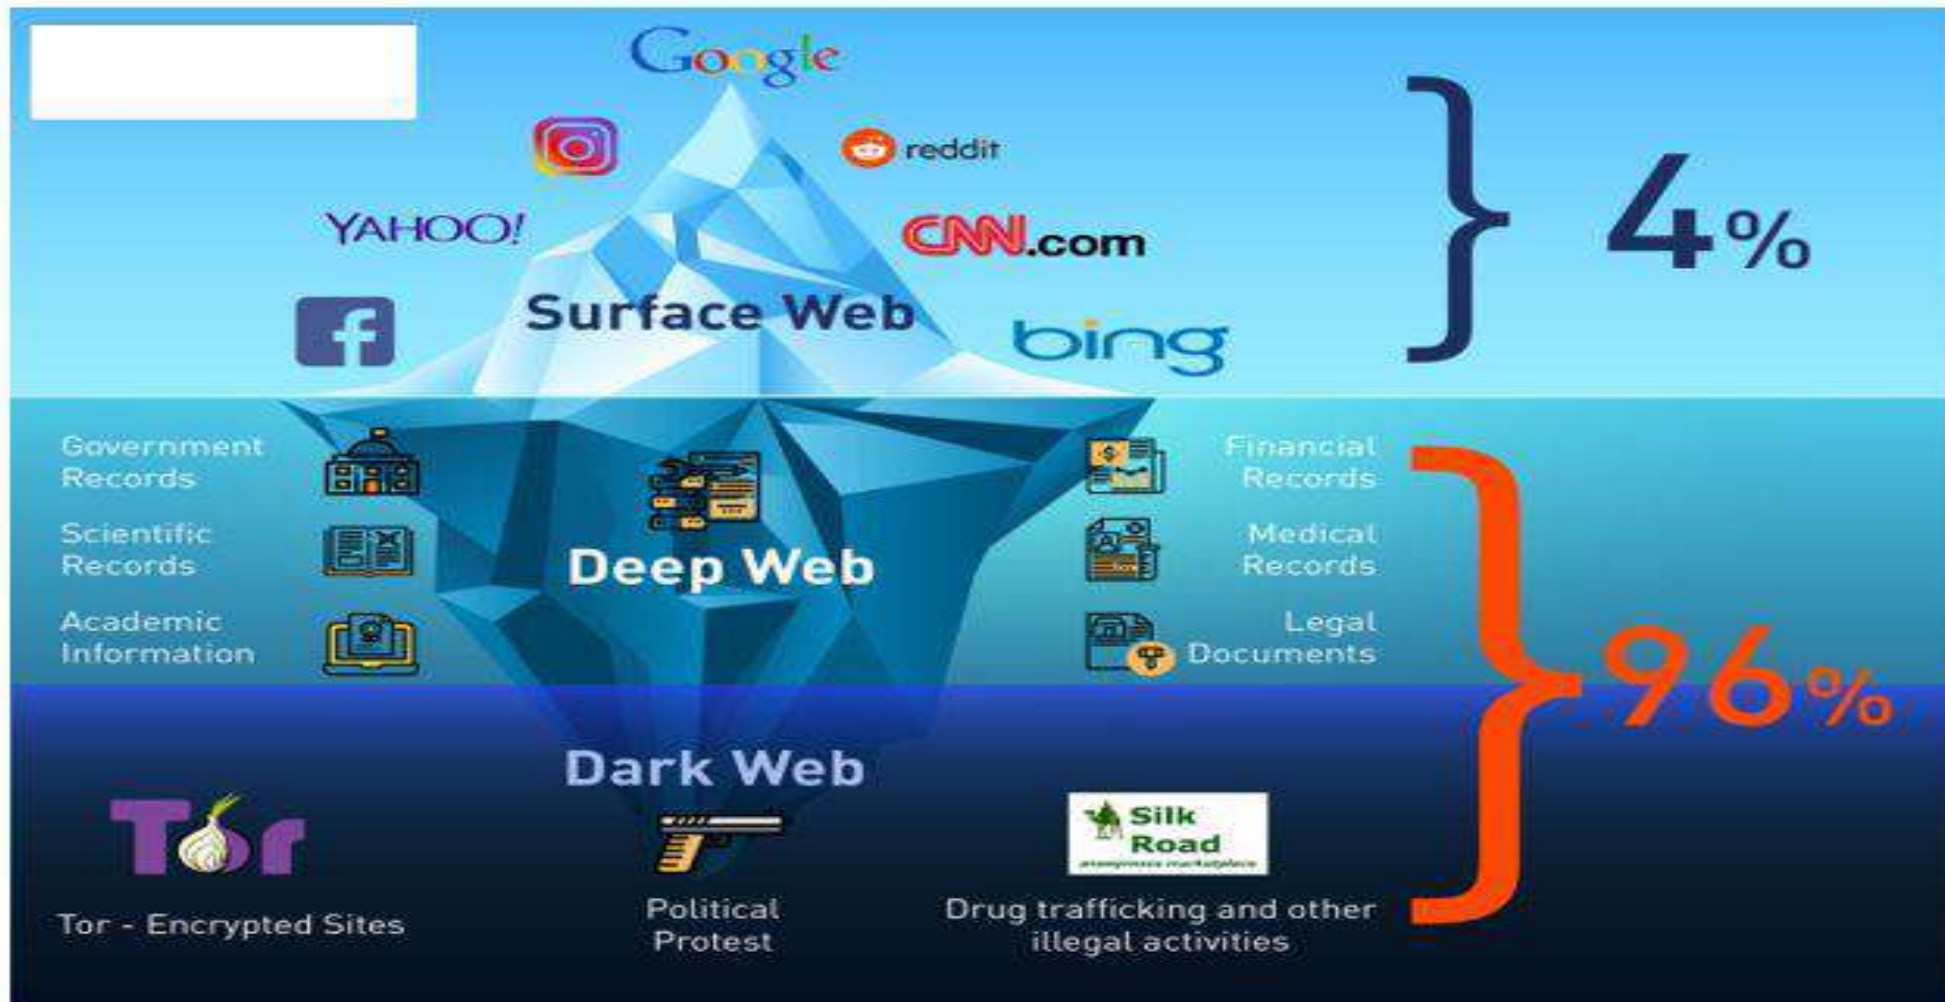 Google
reddit
YAHOO!
CNN.com
Surface Web
bing
4%
Government
Records
Scientific
Records
Academic
Information
Deep Web
Financial
Records
Medical
Records
Legal
Documents
96%
Dark Web
Tor
Tor - Encrypted Sites
Political
Protest
Silk
Road
anonymous marketplace
Drug trafficking and other
illegal activities